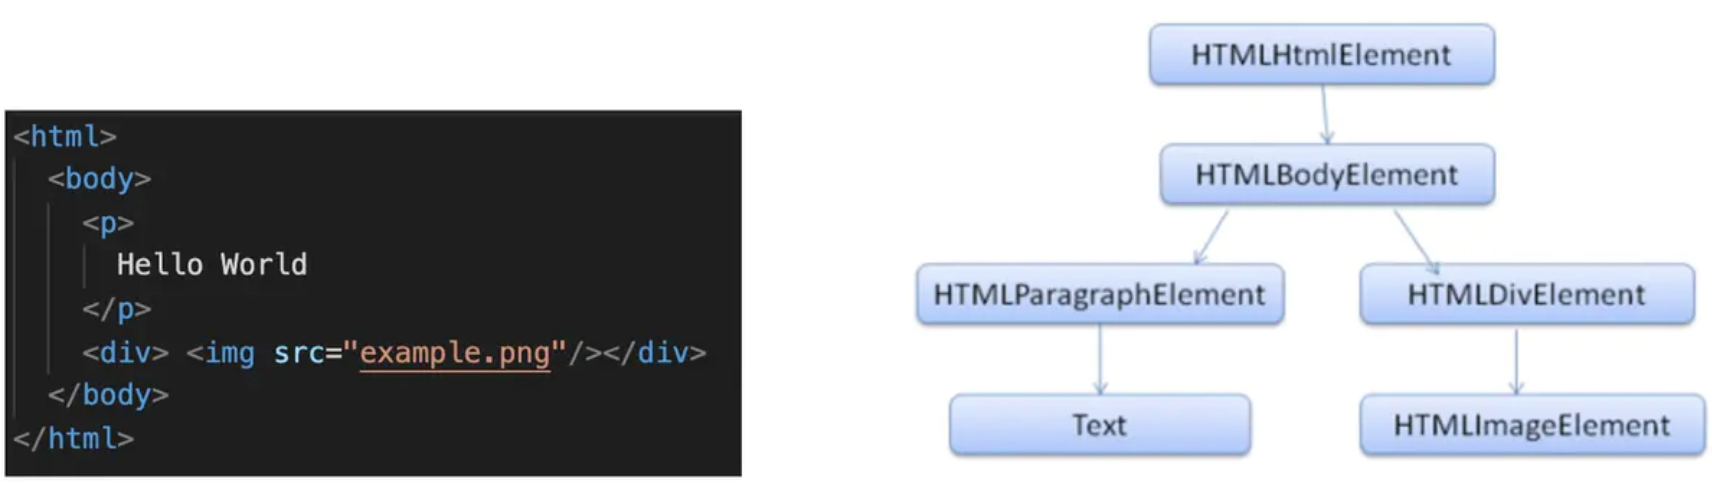 <html>
<body>
<p>
Hello World
</p>
<div> <img src="example.png"/></div>
</body>
</html>
HTMLHtmlElement
HTMLBodyElement
HTMLParagraphElement
HTMLDivElement
Text
HTMLImageElement